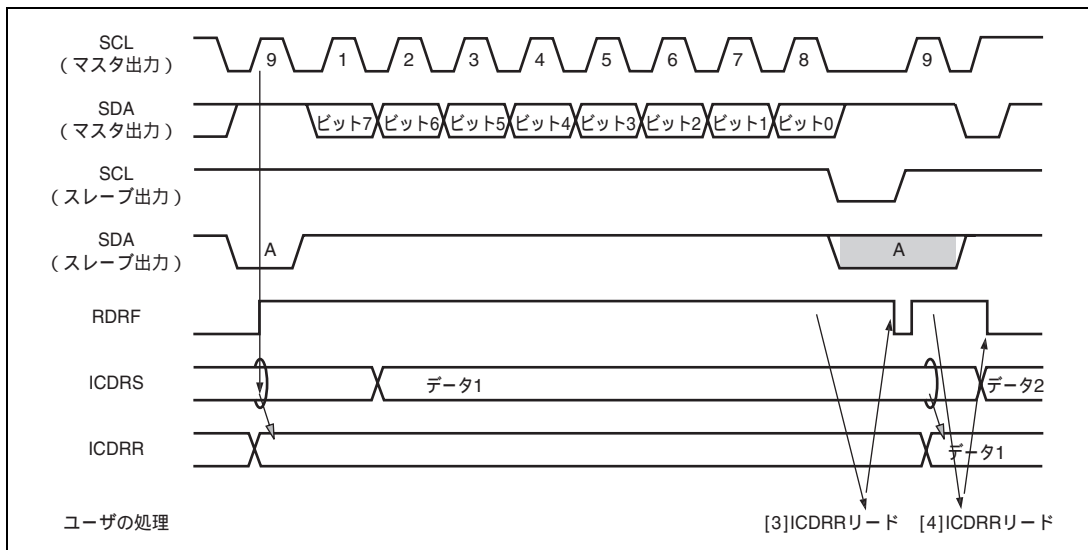 SCL
(マスタ出力)
9 1 2 3 4 5 6 7 8 9
SDA
(マスタ出力)
ビット7 ビット6 ビット5 ビット4 ビット3 ビット2 ビット1 ビット0
SCL
(スレーブ出力)
SDA
(スレーブ出力)
A A
RDRF
ICDRS
データ1 データ2
ICDRR
データ1
ユーザの処理
[3]ICDRRリード [4]ICDRRリード